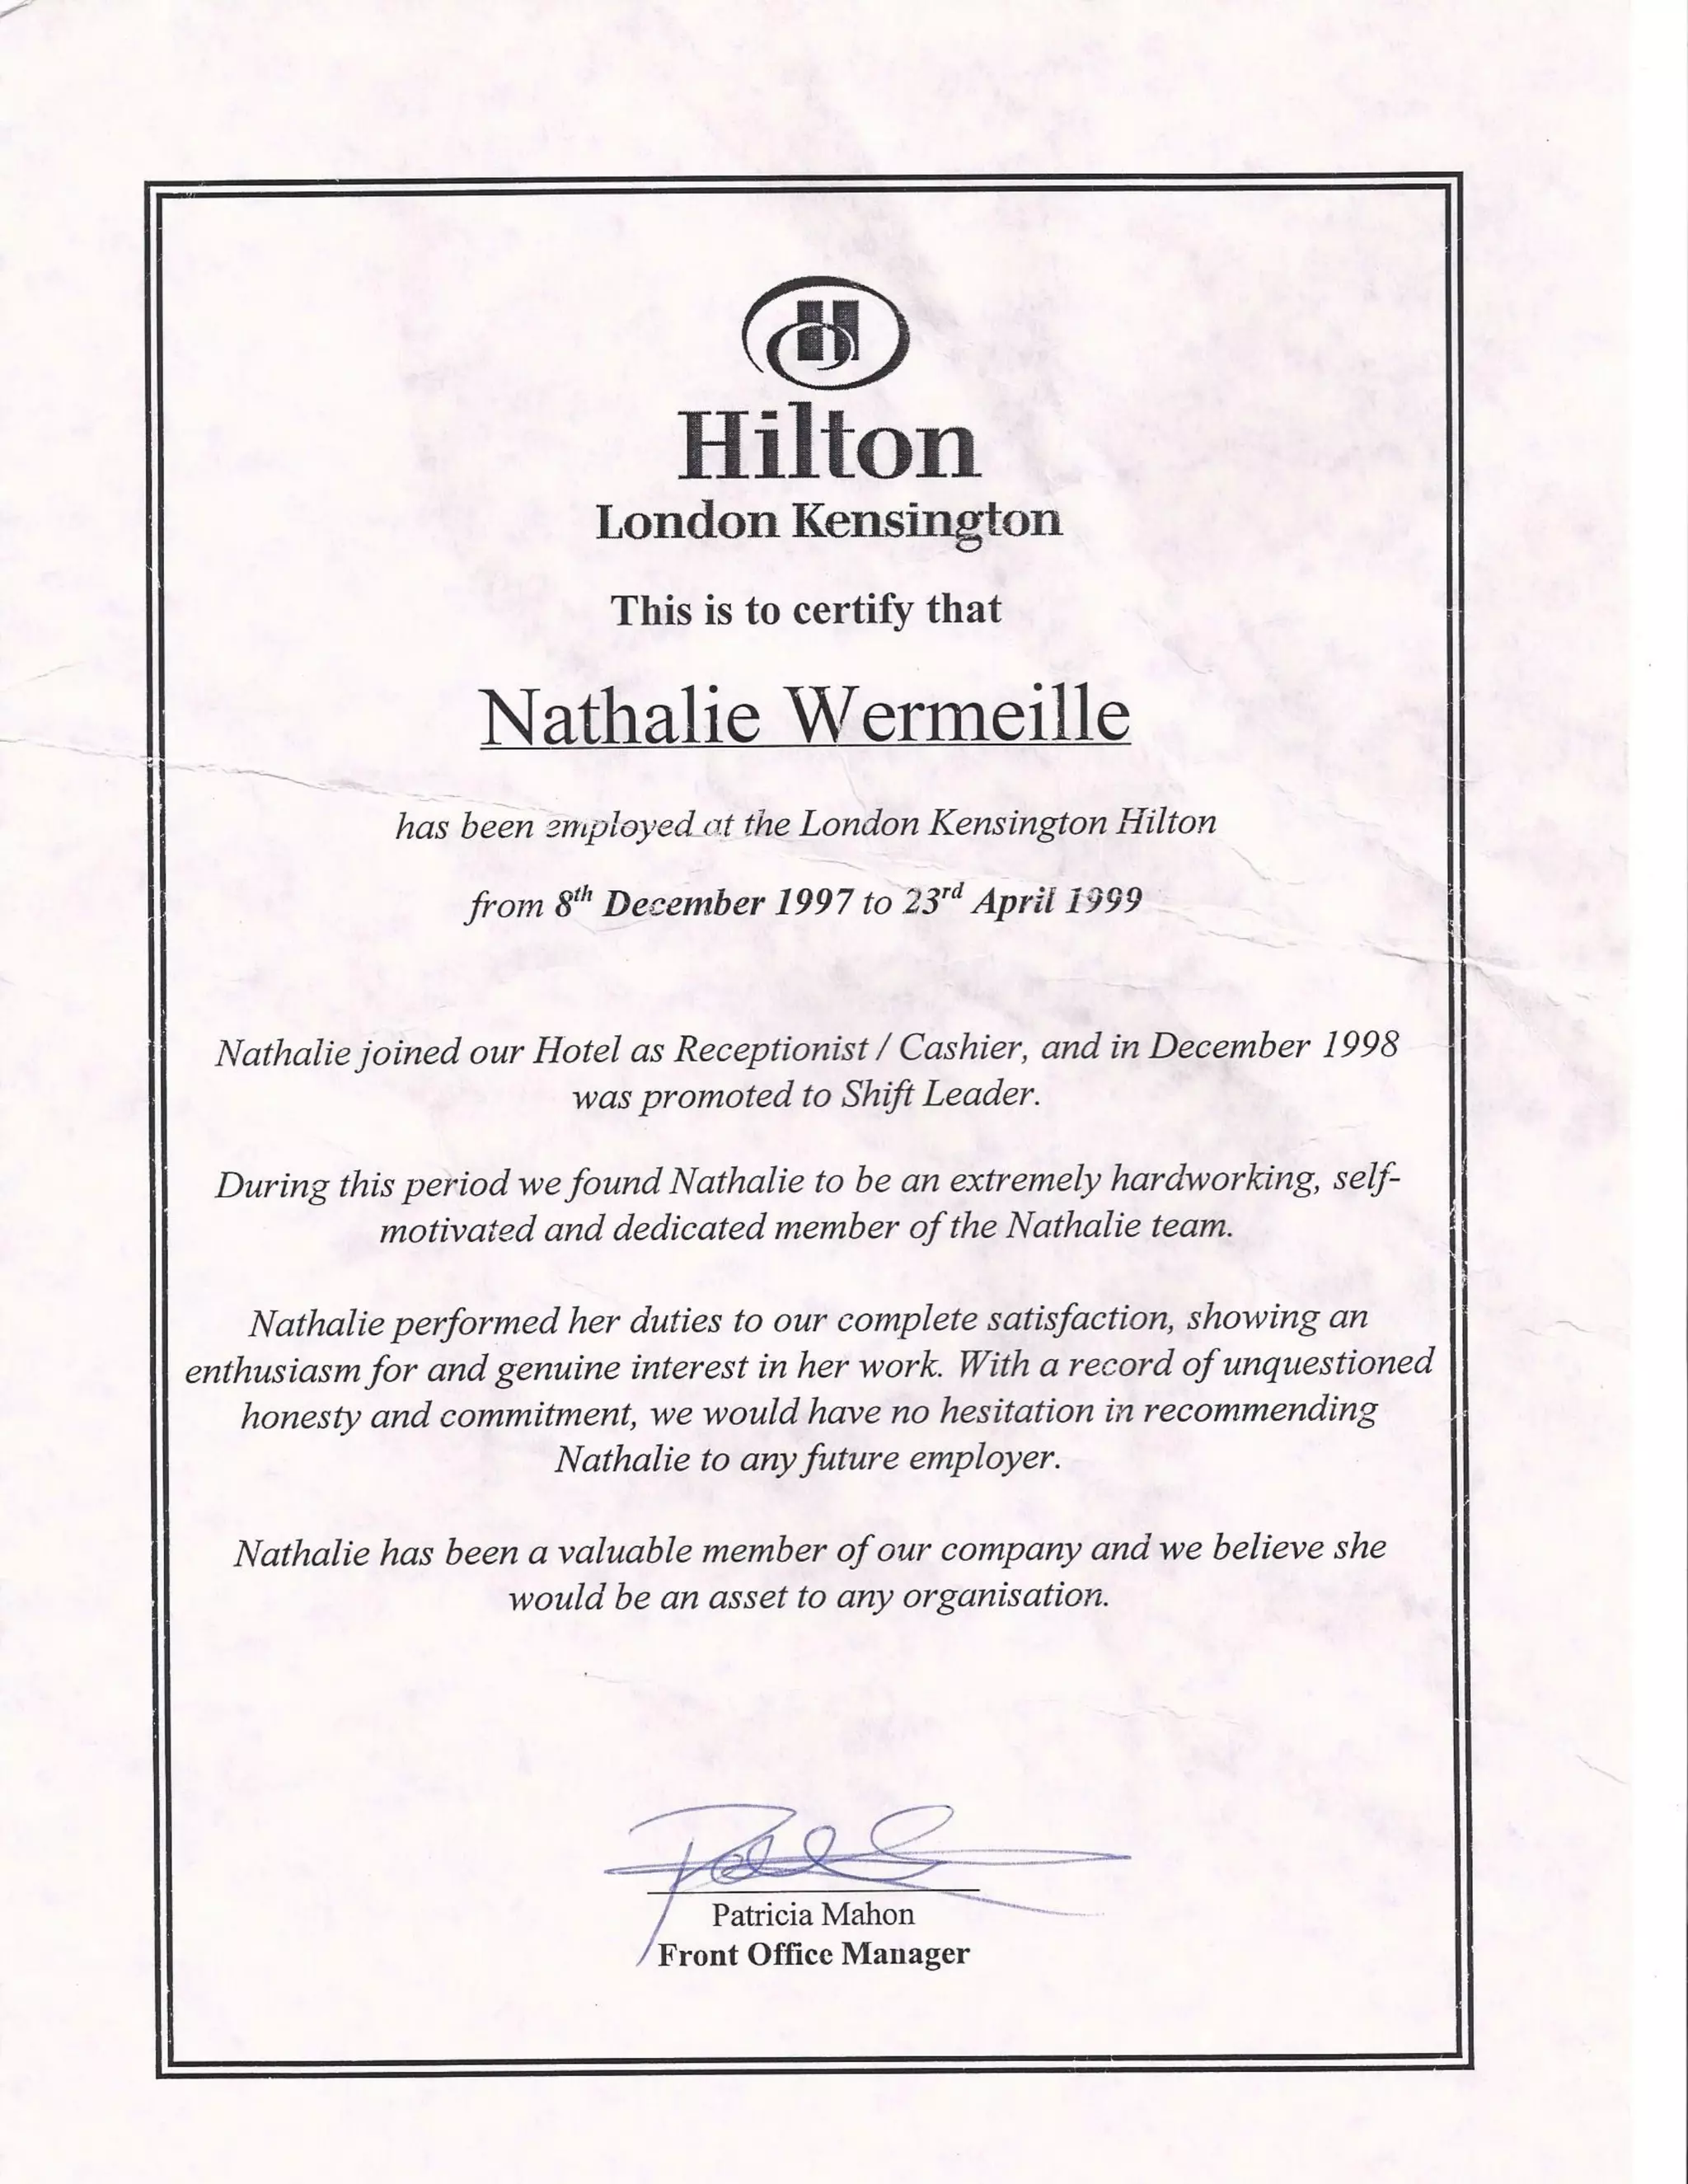 H
Hilton
London Kensington
This is to certify that
Nathalie Wermeille
has been employed at the London Kensington Hilton
from 8th December 1997 to 23rd April 1999
Nathalie joined our Hotel as Receptionist / Cashier, and in December 1998
was promoted to Shift Leader.
During this period we found Nathalie to be an extremely hardworking, self-
motivated and dedicated member of the Nathalie team.
Nathalie performed her duties to our complete satisfaction, showing an
enthusiasm for and genuine interest in her work. With a record of unquestioned
honesty and commitment, we would have no hesitation in recommending
Nathalie to any future employer.
Nathalie has been a valuable member of our company and we believe she
would be an asset to any organisation.
Patricia Mahon
Front Office Manager